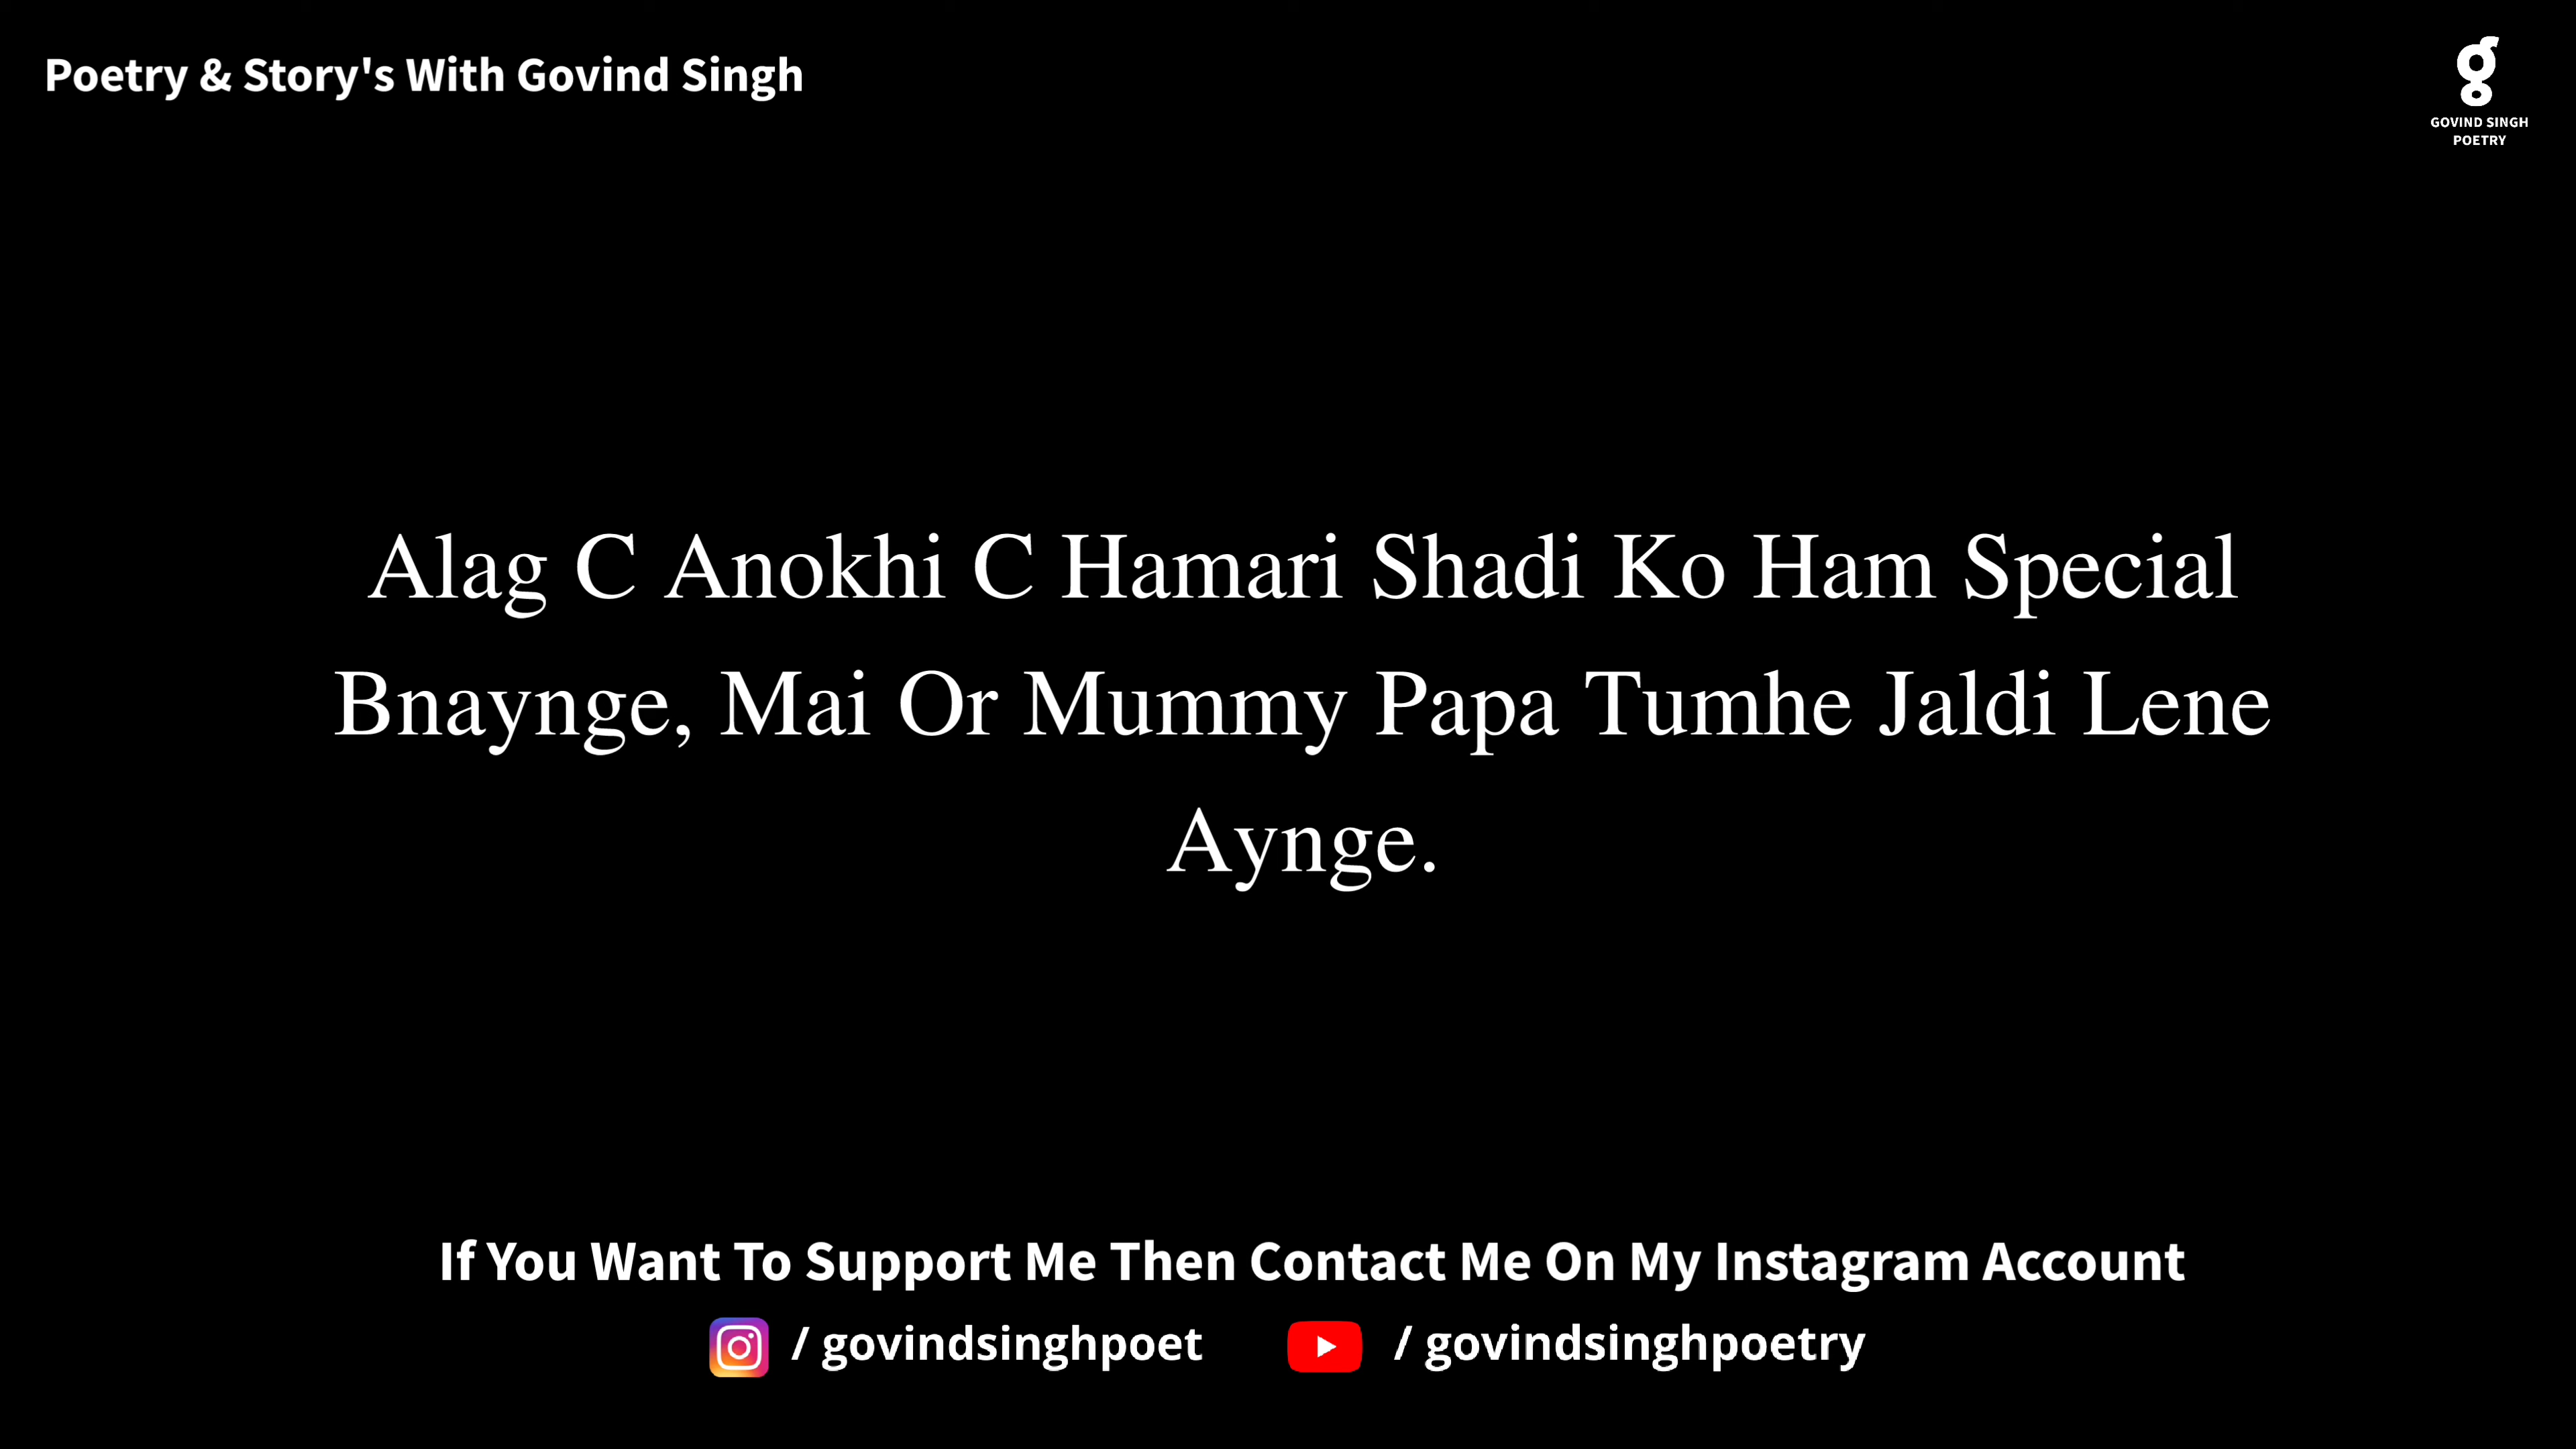 Poetry & Story's With Govind Singh
g
GOVIND SINGH
POETRY
Alag C Anokhi C Hamari Shadi Ko Ham Special
Bnaynge, Mai Or Mummy Papa Tumhe Jaldi Lene
Aynge.
If You Want To Support Me Then Contact Me On My Instagram Account
/ govindsinghpoet / govindsinghpoetry